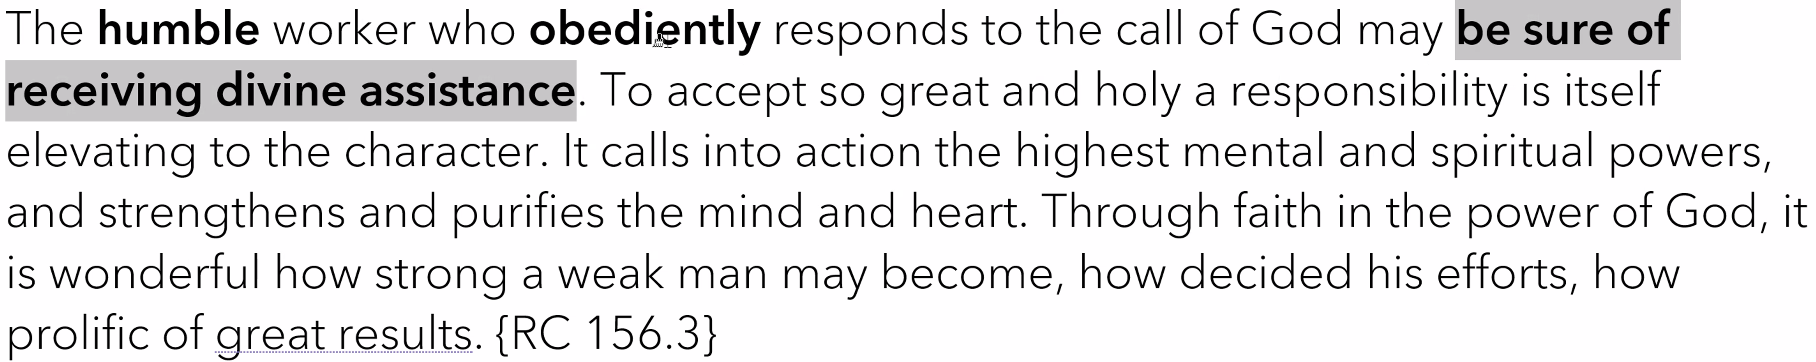 The humble worker who obediently responds to the call of God may be sure of
receiving divine assistance. To accept so great and holy a responsibility is itself
elevating to the character. It calls into action the highest mental and spiritual powers,
and strengthens and purifies the mind and heart. Through faith in the power of God, it
is wonderful how strong a weak man may become, how decided his efforts, how
prolific of great results. {RC 156.3}